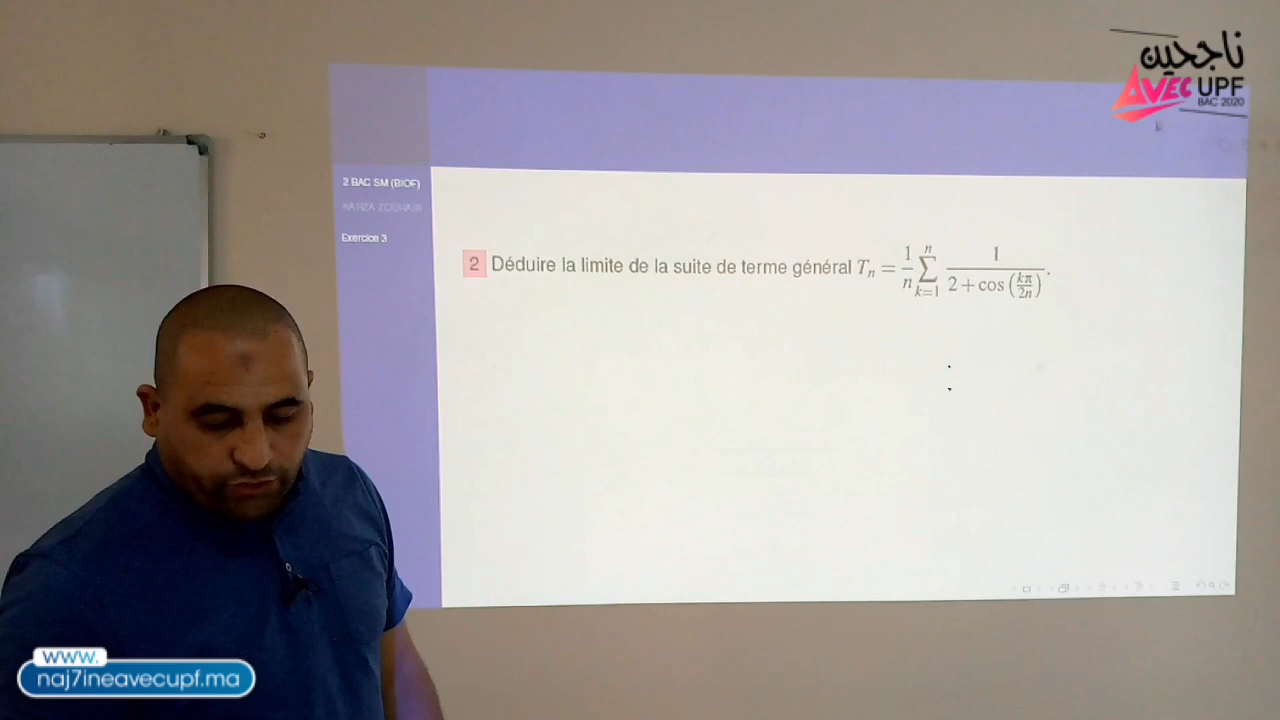 ناجحين
AVEC UPF
BAC 2020
2 BAC SM (BIOF)
KARZA ZOUHAIR
Exercice 3
2 Déduire la limite de la suite de terme général $T_n = \frac{1}{n}\sum_{k=1}^{n} \frac{1}{2+\cos\left(\frac{k\pi}{2n}\right)}$.
www.
naj7ineavecupf.ma